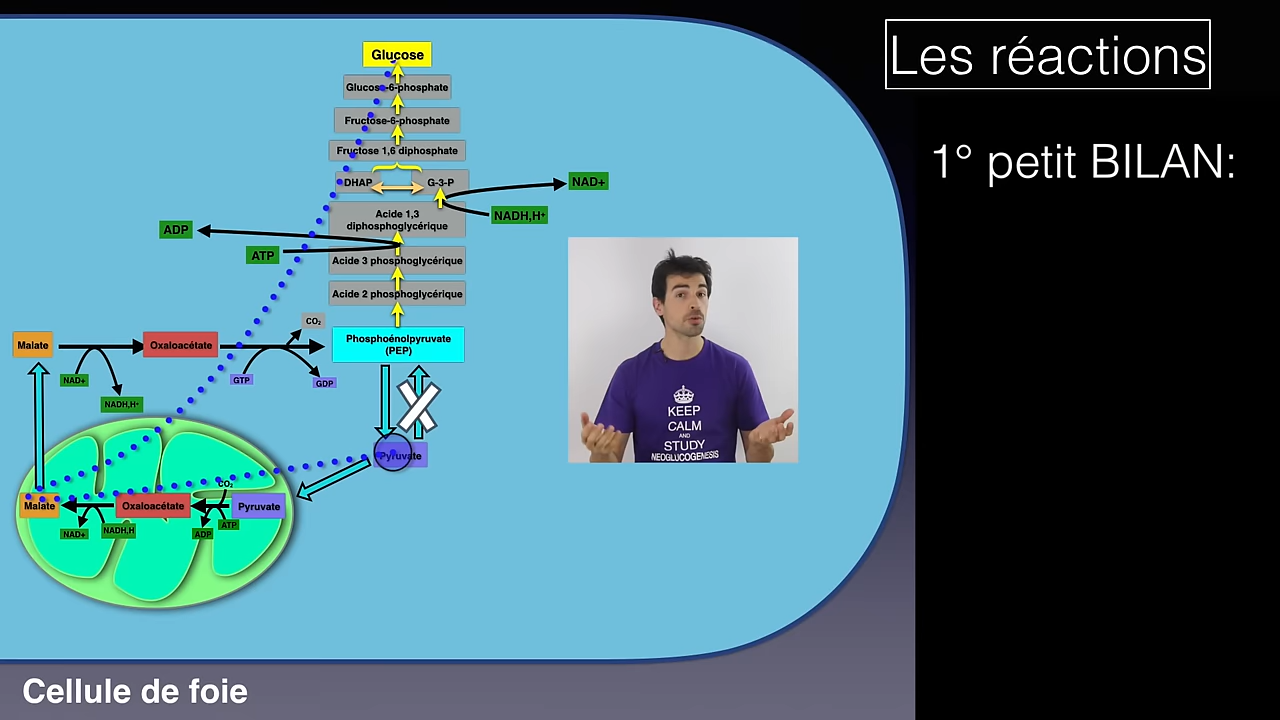 Les réactions
1° petit BILAN:
Glucose
Glucose-6-phosphate
Fructose-6-phosphate
Fructose 1,6 diphosphate
DHAP
G-3-P
NAD+
NADH,H+
Acide 1,3
diphosphoglycérique
ADP
ATP
Acide 3 phosphoglycérique
Acide 2 phosphoglycérique
CO₂
Malate
Oxaloacétate
Phosphoénolpyruvate
(PEP)
NAD+
NADH,H+
GTP
GDP
Pyruvate
CO₂
Malate
Oxaloacétate
Pyruvate
NAD+
NADH,H
ADP
ATP
KEEP
CALM
AND
STUDY
NEOGLUCOGENESIS
Cellule de foie